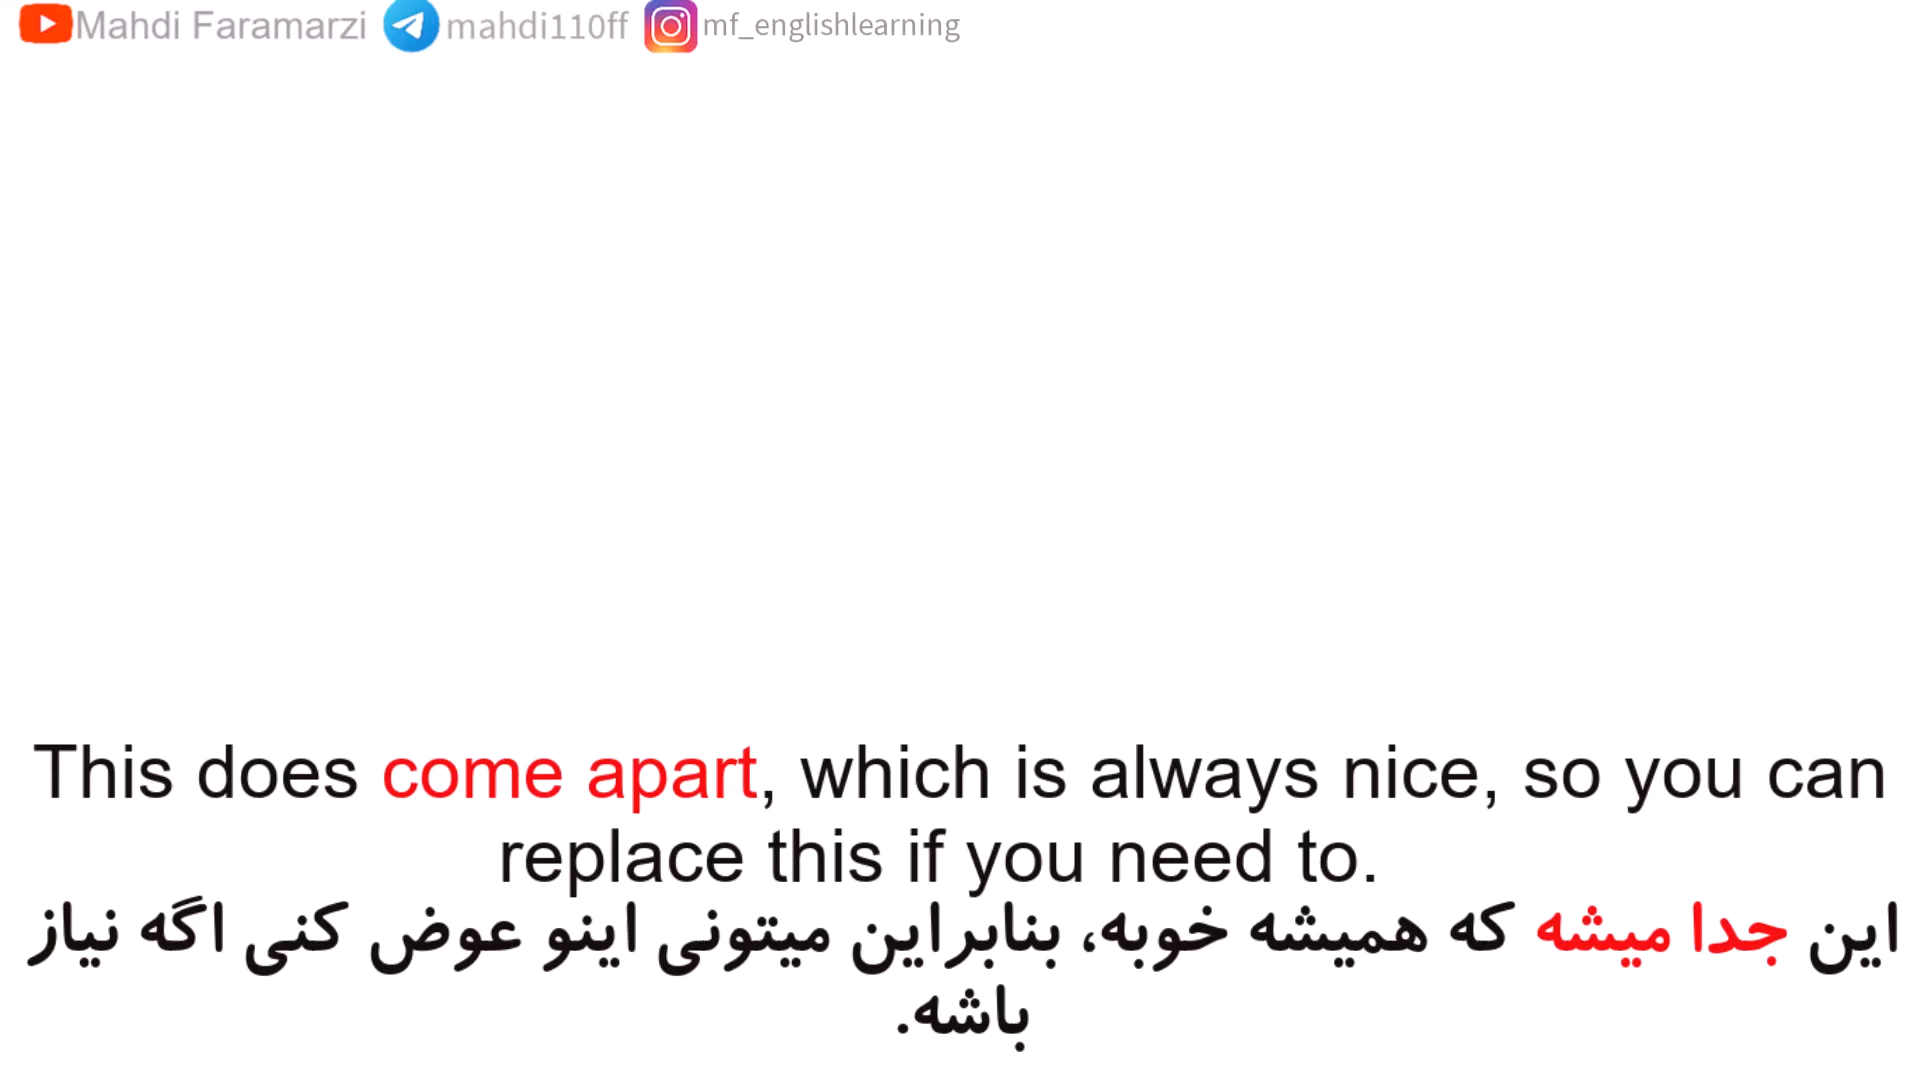 Mahdi Faramarzi mahdi110ff mf_englishlearning
This does come apart, which is always nice, so you can
replace this if you need to.
این جدا میشه که همیشه خوبه، بنابراین میتونی اینو عوض کنی اگه نیاز
باشه.